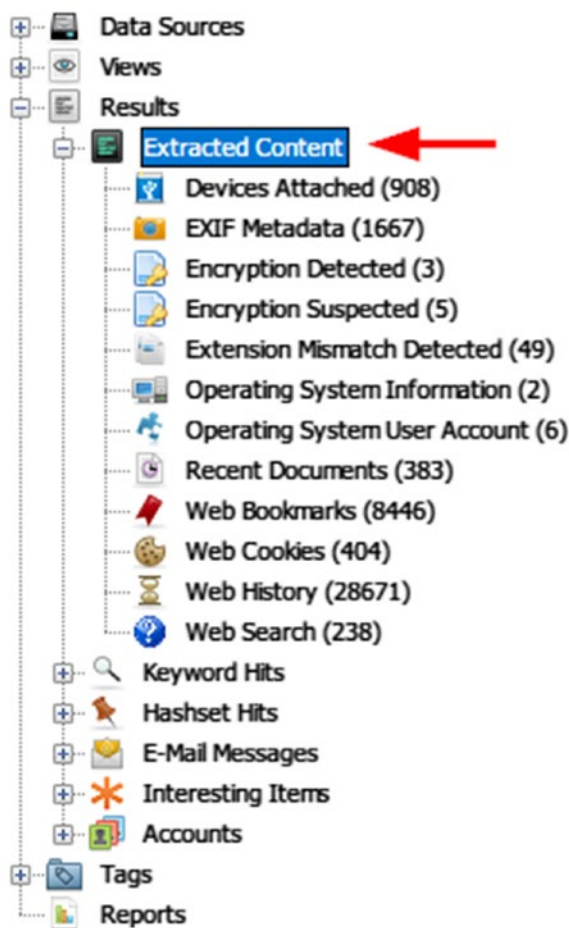 Data Sources
Views
Results
Extracted Content
Devices Attached (908)
EXIF Metadata (1667)
Encryption Detected (3)
Encryption Suspected (5)
Extension Mismatch Detected (49)
Operating System Information (2)
Operating System User Account (6)
Recent Documents (383)
Web Bookmarks (8446)
Web Cookies (404)
Web History (28671)
Web Search (238)
Keyword Hits
Hashset Hits
E-Mail Messages
Interesting Items
Accounts
Tags
Reports